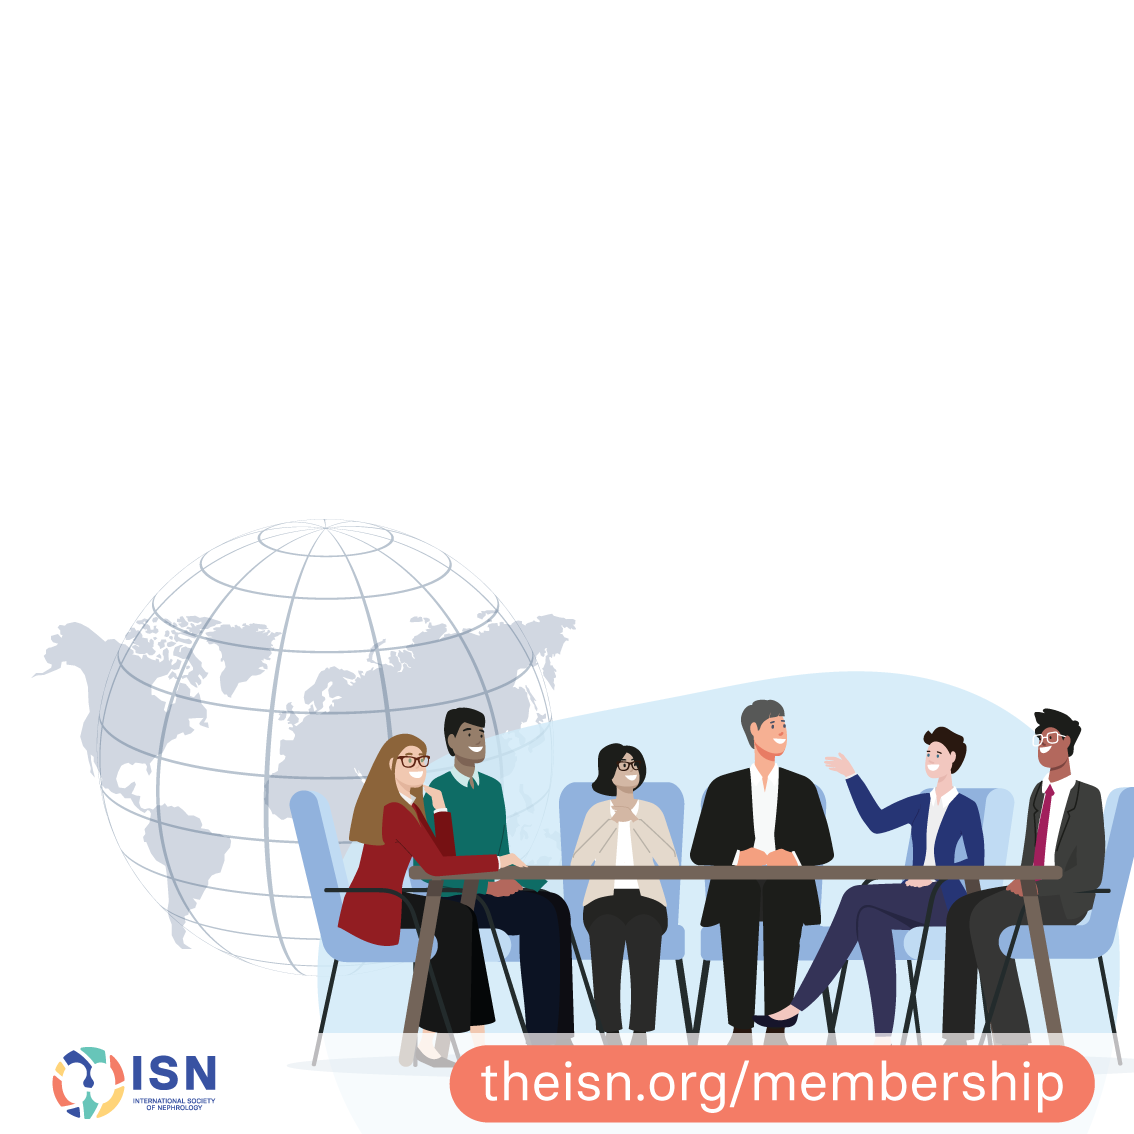 ISN
INTERNATIONAL SOCIETY
OF NEPHROLOGY
theisn.org/membership